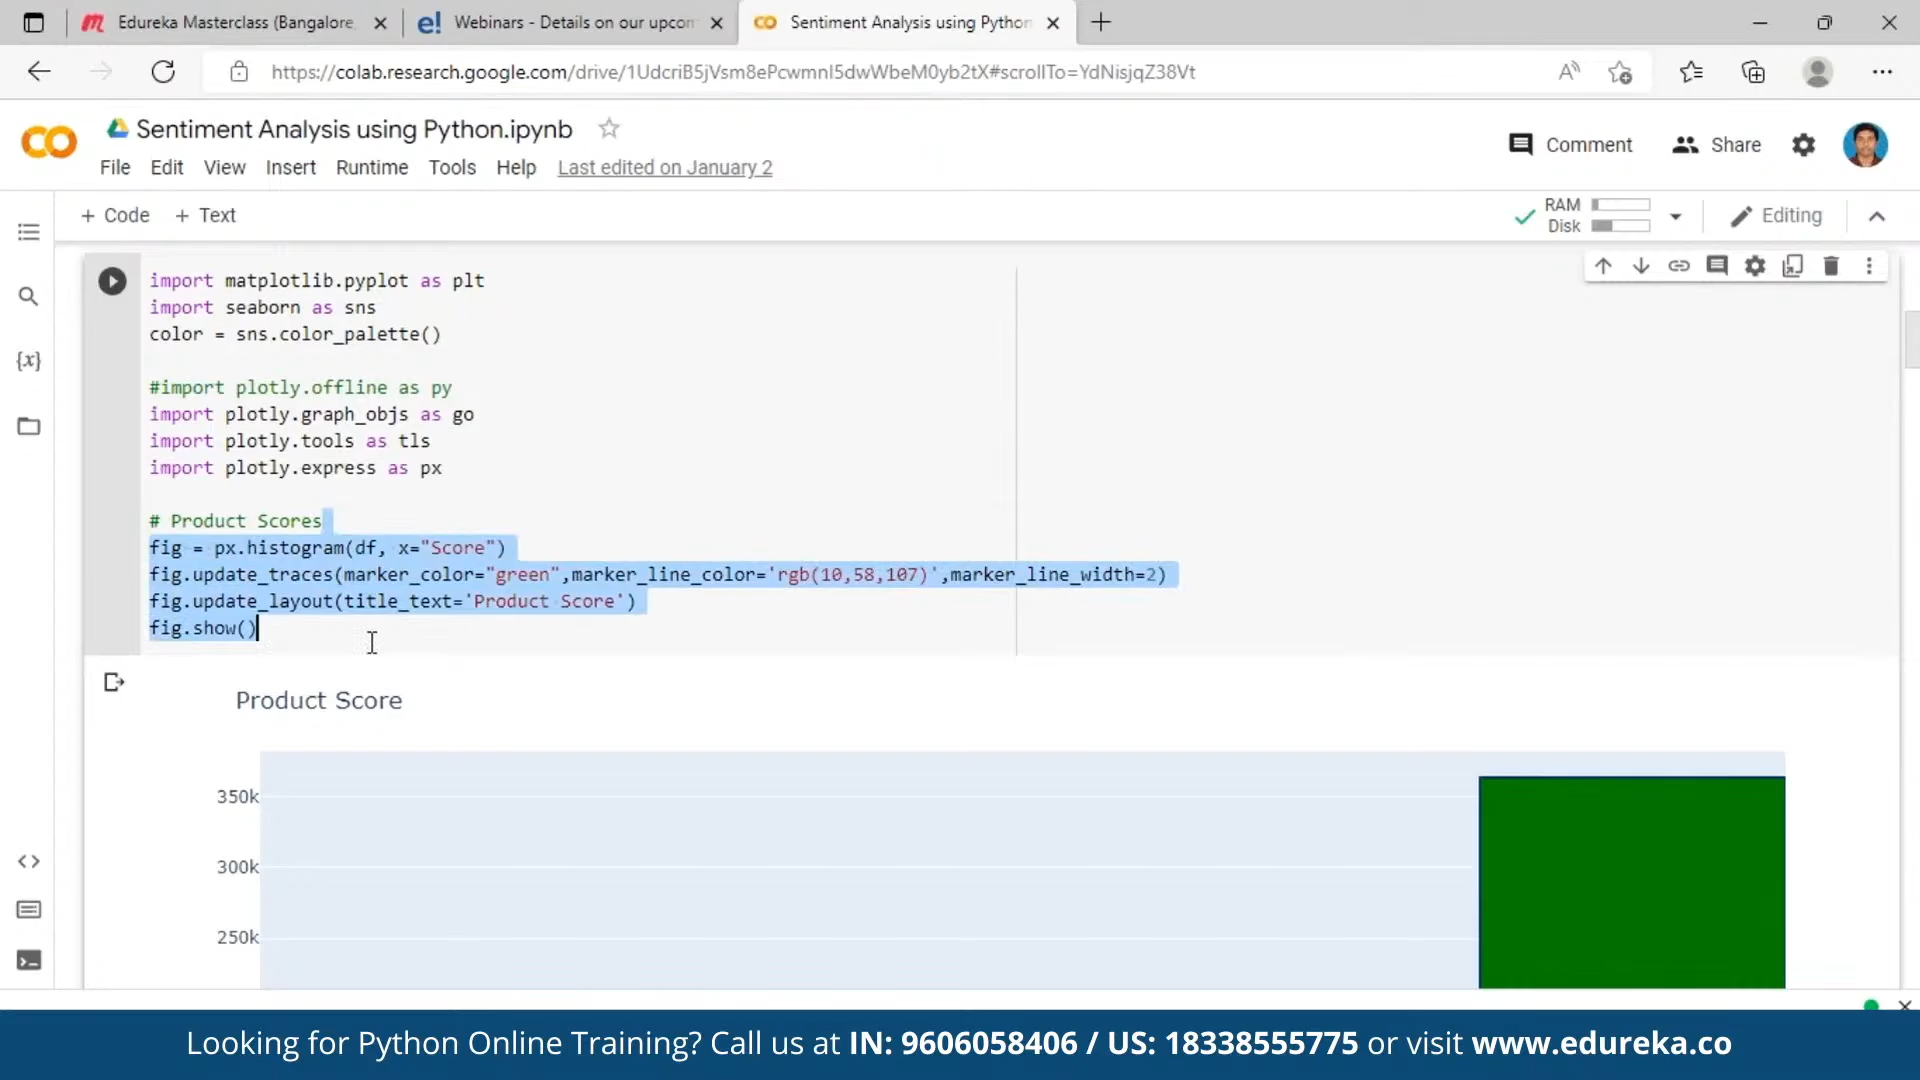 Edureka Masterclass (Bangalore,
Webinars - Details on our upcom
Sentiment Analysis using Python
https://colab.research.google.com/drive/1UdcriB5jVsm8ePcwmnl5dwWbeM0yb2tX#scrollTo=YdNisjqZ38Vt
Sentiment Analysis using Python.ipynb
Comment
Share
File Edit View Insert Runtime Tools Help Last edited on January 2
+ Code + Text
RAM
Disk
Editing
import matplotlib.pyplot as plt
import seaborn as sns
color = sns.color_palette()
#import plotly.offline as py
import plotly.graph_objs as go
import plotly.tools as tls
import plotly.express as px
# Product Scores
fig = px.histogram(df, x="Score")
fig.update_traces(marker_color="green",marker_line_color='rgb(10,58,107)',marker_line_width=2)
fig.update_layout(title_text='Product Score')
fig.show()
Product Score
350k
300k
250k
Looking for Python Online Training? Call us at IN: 9606058406 / US: 18338555775 or visit www.edureka.co